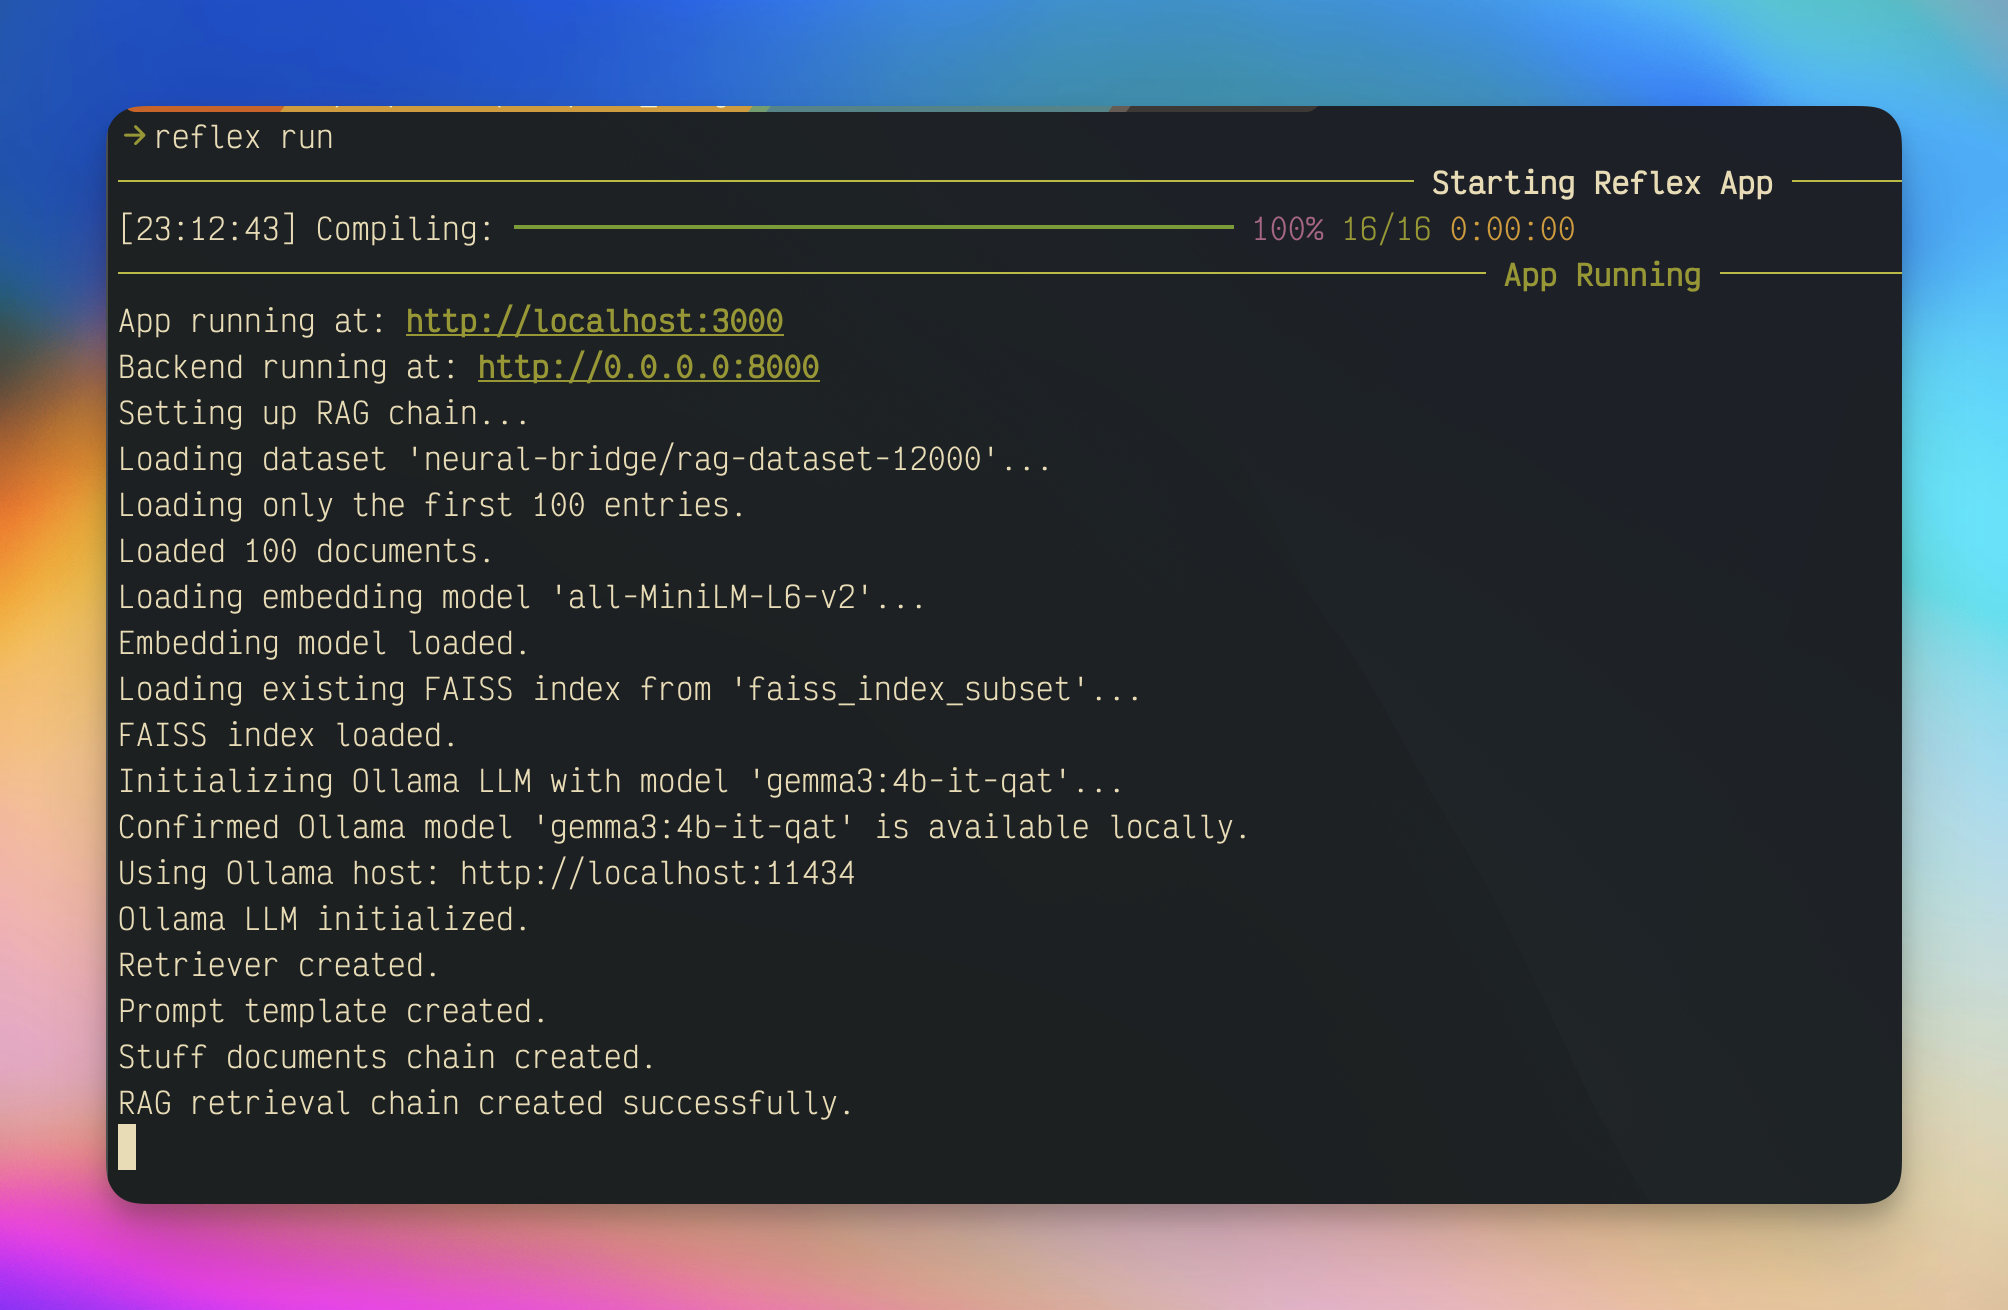 → reflex run
Starting Reflex App
[23:12:43] Compiling: 100% 16/16 0:00:00
App Running
App running at: http://localhost:3000
Backend running at: http://0.0.0.0:8000
Setting up RAG chain...
Loading dataset 'neural-bridge/rag-dataset-12000'...
Loading only the first 100 entries.
Loaded 100 documents.
Loading embedding model 'all-MiniLM-L6-v2'...
Embedding model loaded.
Loading existing FAISS index from 'faiss_index_subset'...
FAISS index loaded.
Initializing Ollama LLM with model 'gemma3:4b-it-qat'...
Confirmed Ollama model 'gemma3:4b-it-qat' is available locally.
Using Ollama host: http://localhost:11434
Ollama LLM initialized.
Retriever created.
Prompt template created.
Stuff documents chain created.
RAG retrieval chain created successfully.